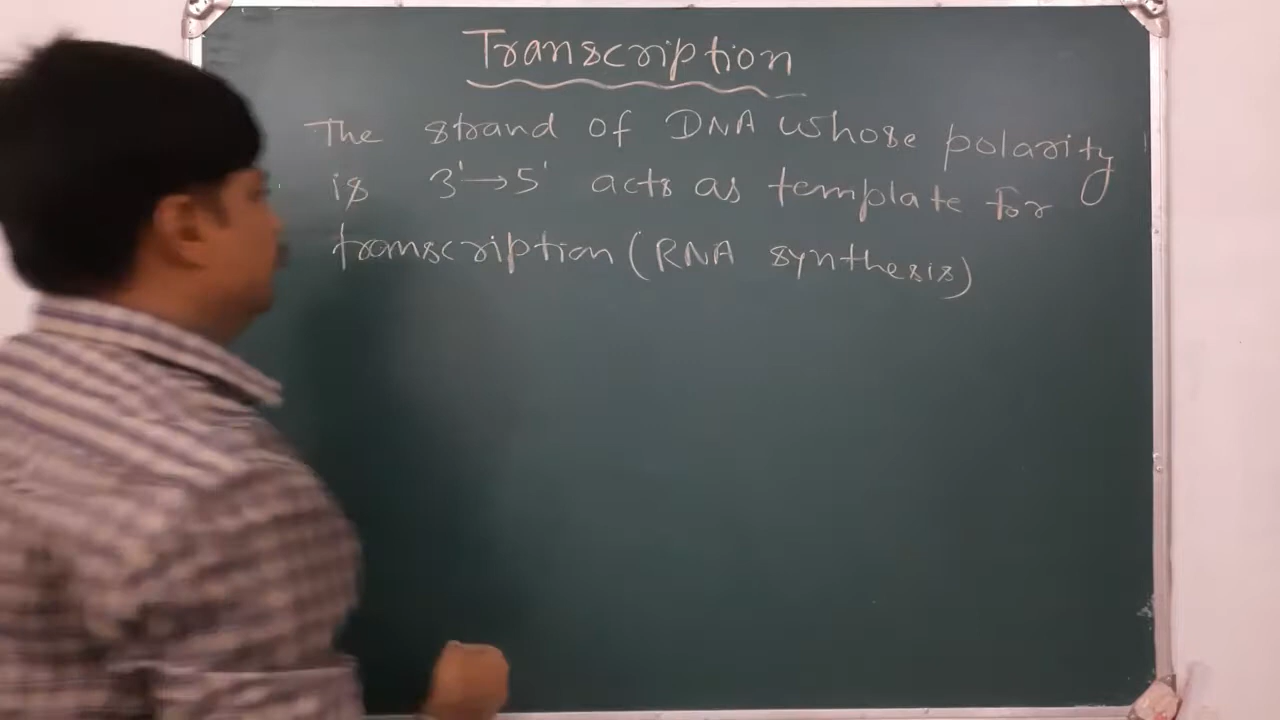 Transcription
The strand of DNA whose polarity
is 3'→5' acts as template for
transcription (RNA synthesis)